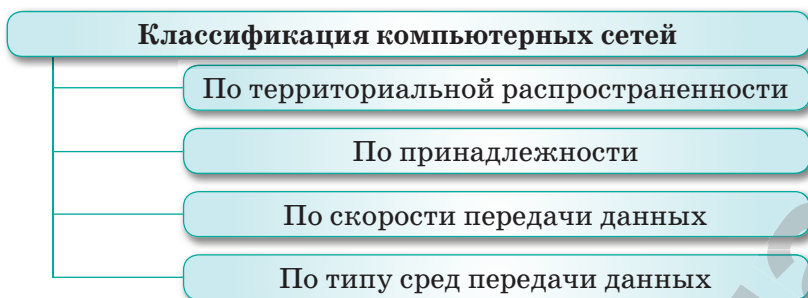 Классификация компьютерных сетей
По территориальной распространенности
По принадлежности
По скорости передачи данных
По типу сред передачи данных